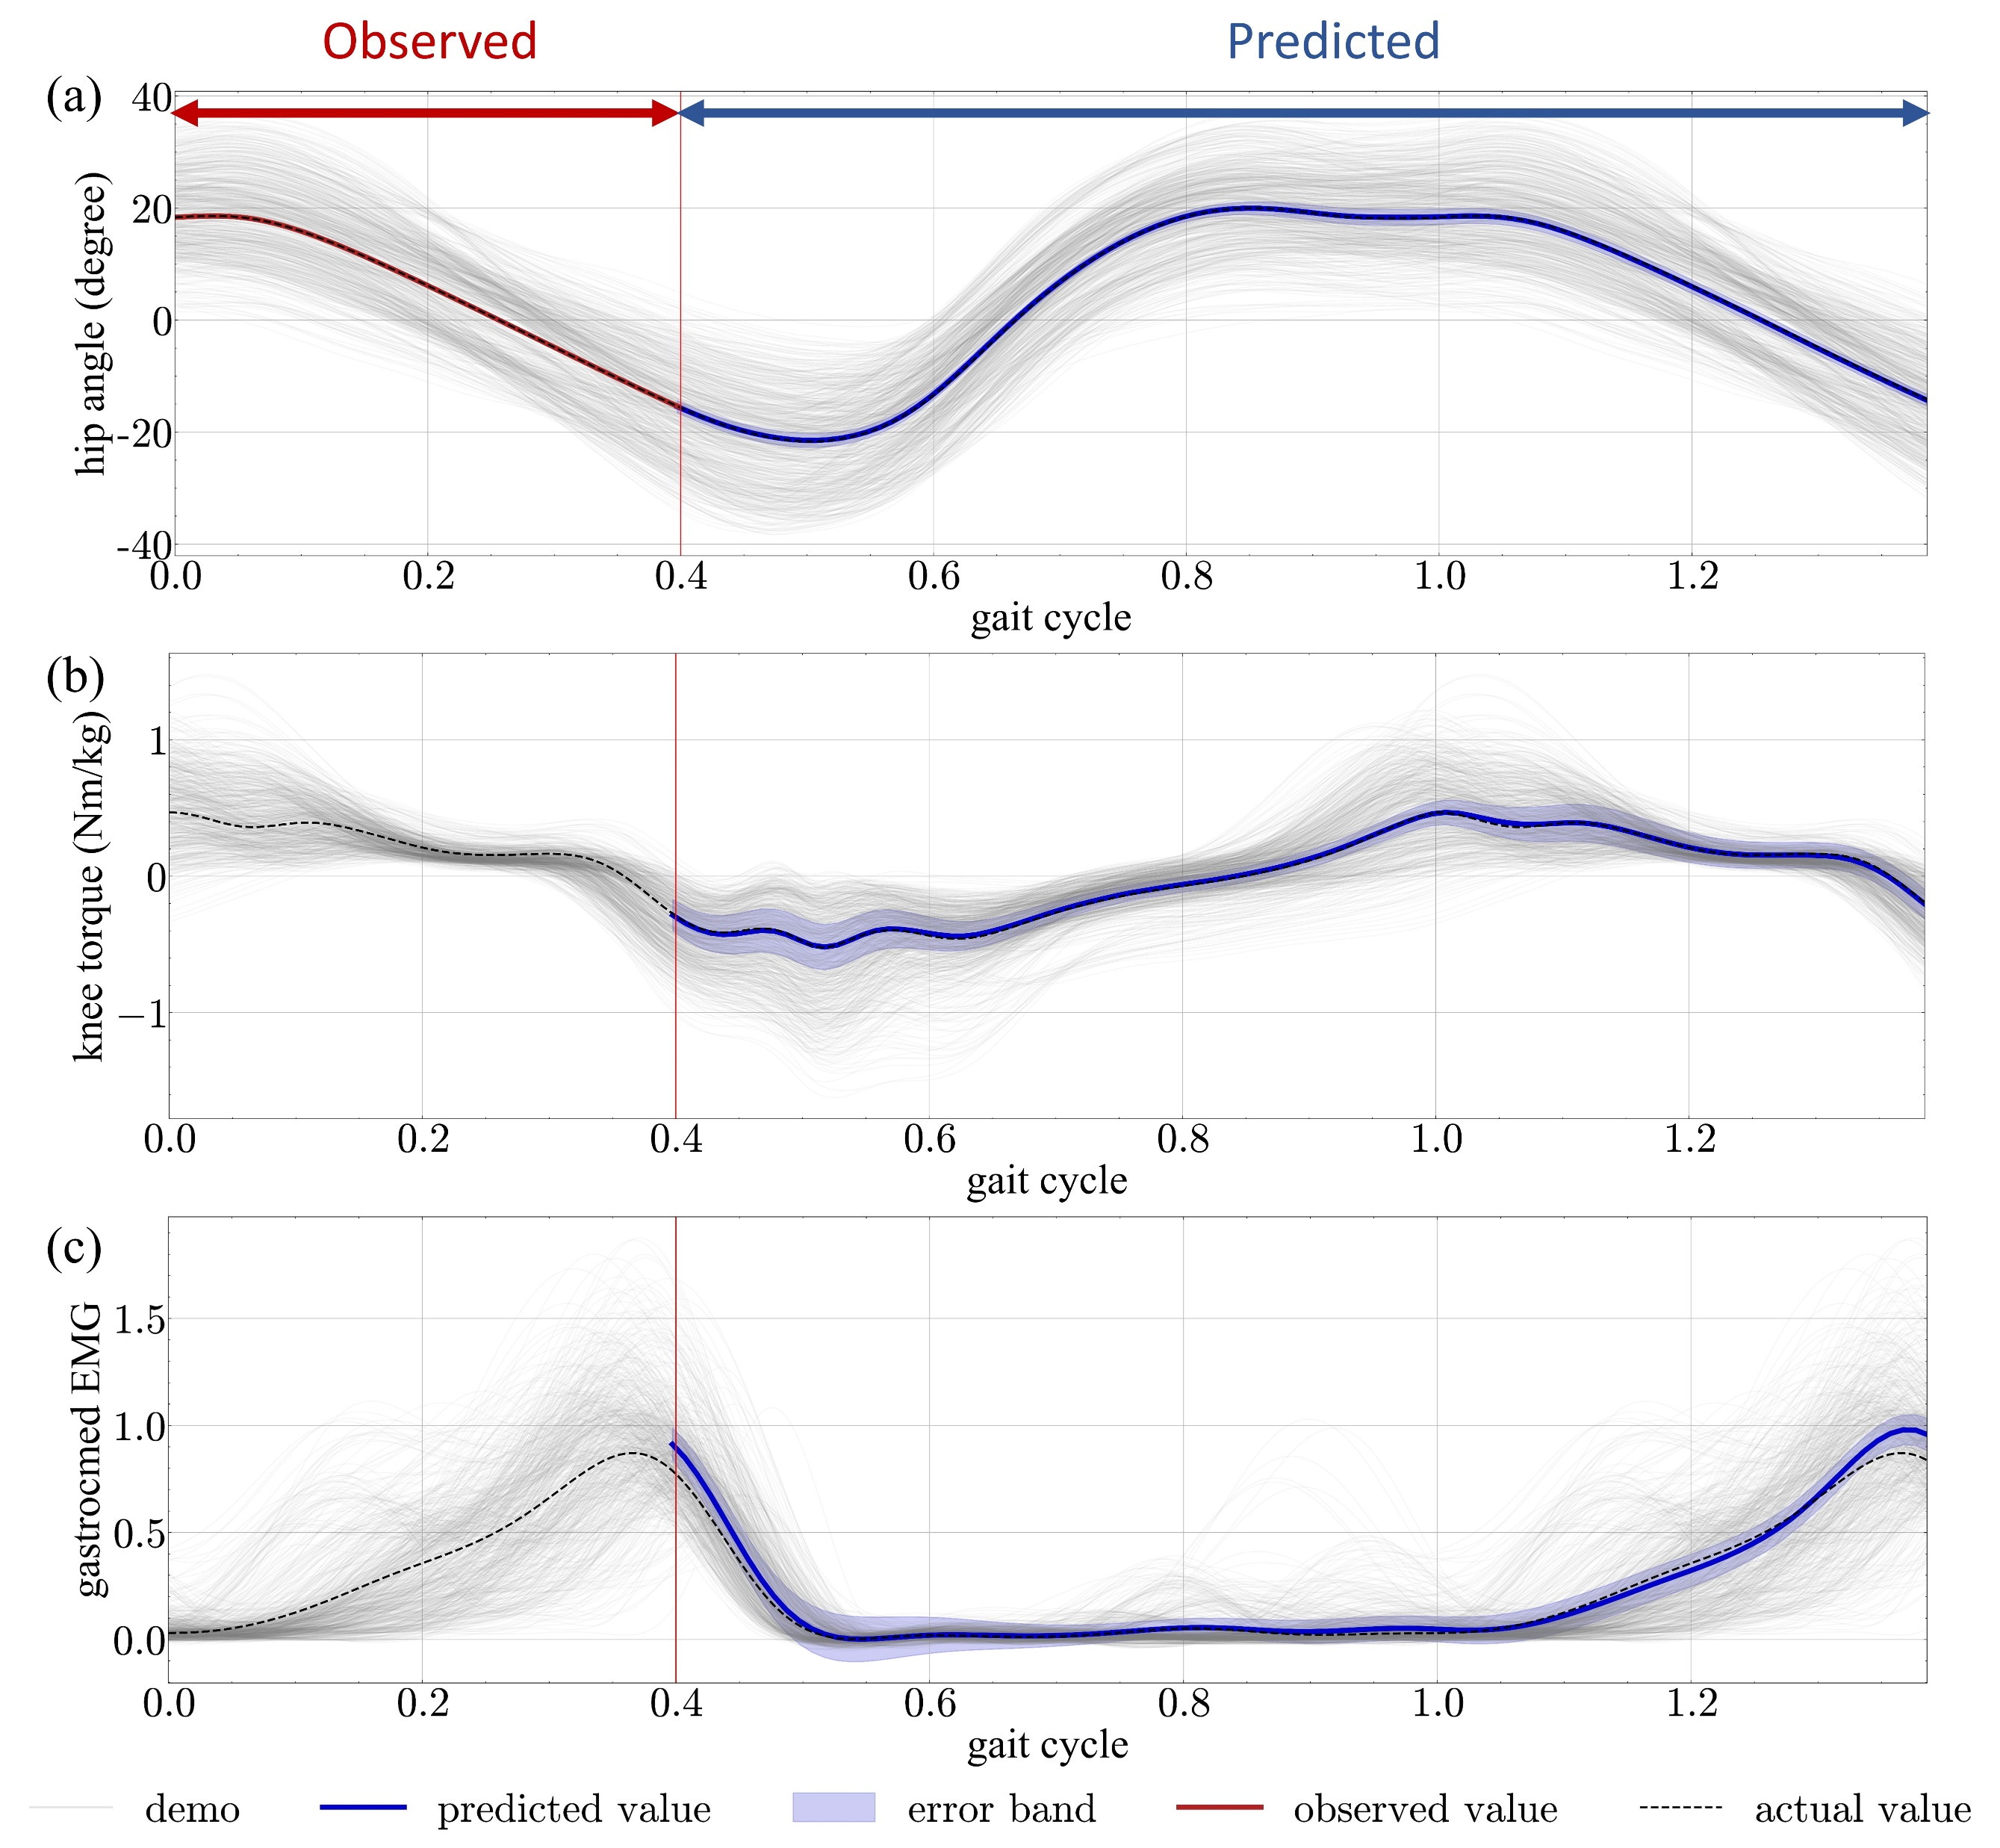 Observed Predicted
(a)
hip angle (degree)
40
20
0
-20
-40
0.0 0.2 0.4 0.6 0.8 1.0 1.2
gait cycle
(b)
knee torque (Nm/kg)
1
0
−1
0.0 0.2 0.4 0.6 0.8 1.0 1.2
gait cycle
(c)
gastrocmed EMG
1.5
1.0
0.5
0.0
0.0 0.2 0.4 0.6 0.8 1.0 1.2
gait cycle
demo predicted value error band observed value actual value